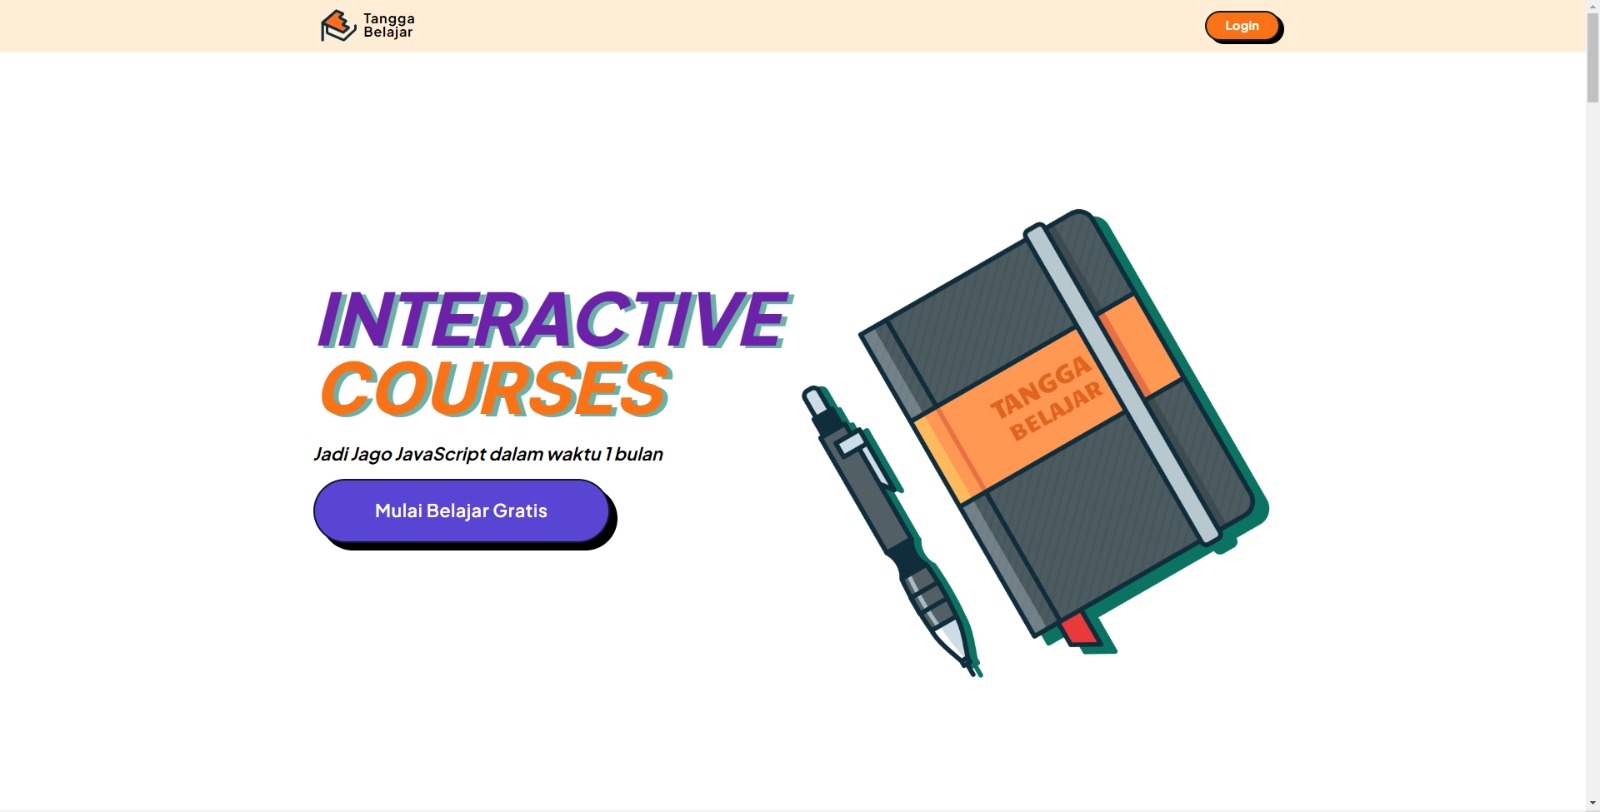 Tangga
Belajar
Login
INTERACTIVE
COURSES
Jadi Jago JavaScript dalam waktu 1 bulan
Mulai Belajar Gratis
TANGGA
BELAJAR